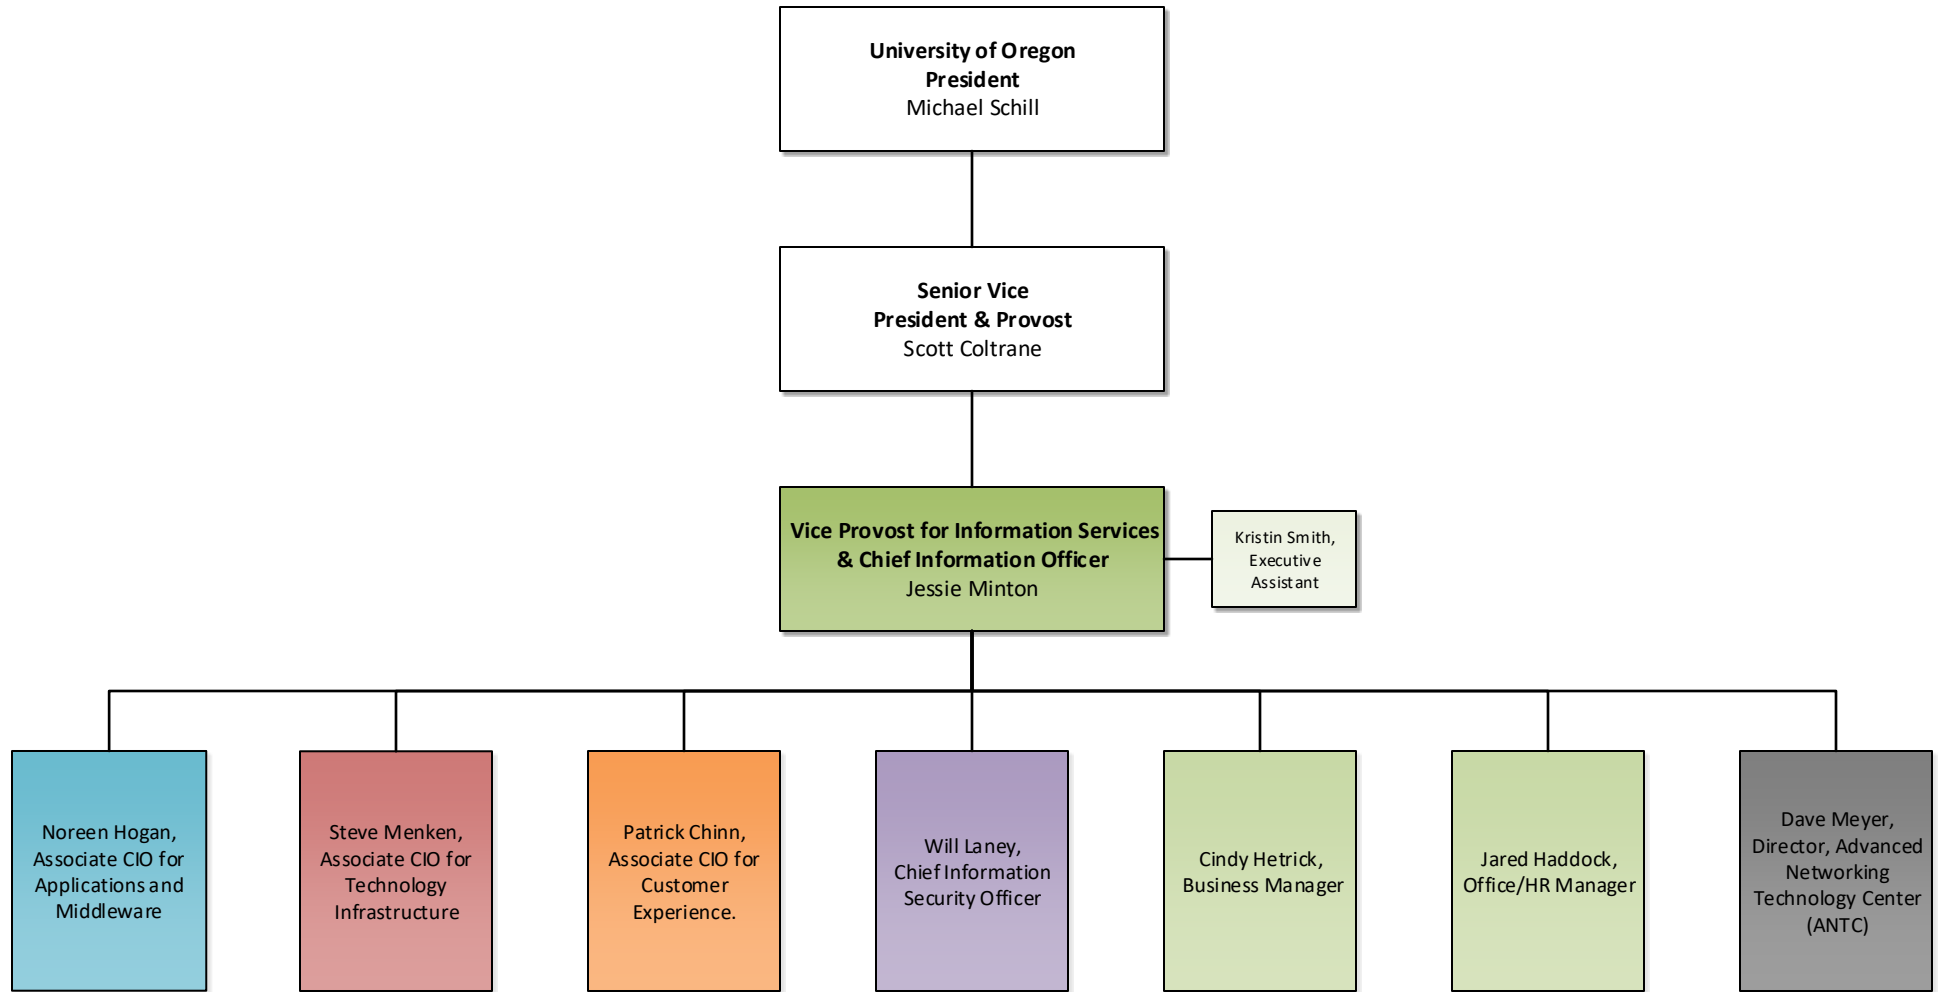 University of Oregon
President
Michael Schill
Senior Vice
President & Provost
Scott Coltrane
Vice Provost for Information Services
& Chief Information Officer
Jessie Minton
Kristin Smith,
Executive
Assistant
Noreen Hogan,
Associate CIO for
Applications and
Middleware
Steve Menken,
Associate CIO for
Technology
Infrastructure
Patrick Chinn,
Associate CIO for
Customer
Experience.
Will Laney,
Chief Information
Security Officer
Cindy Hetrick,
Business Manager
Jared Haddock,
Office/HR Manager
Dave Meyer,
Director, Advanced
Networking
Technology Center
(ANTC)